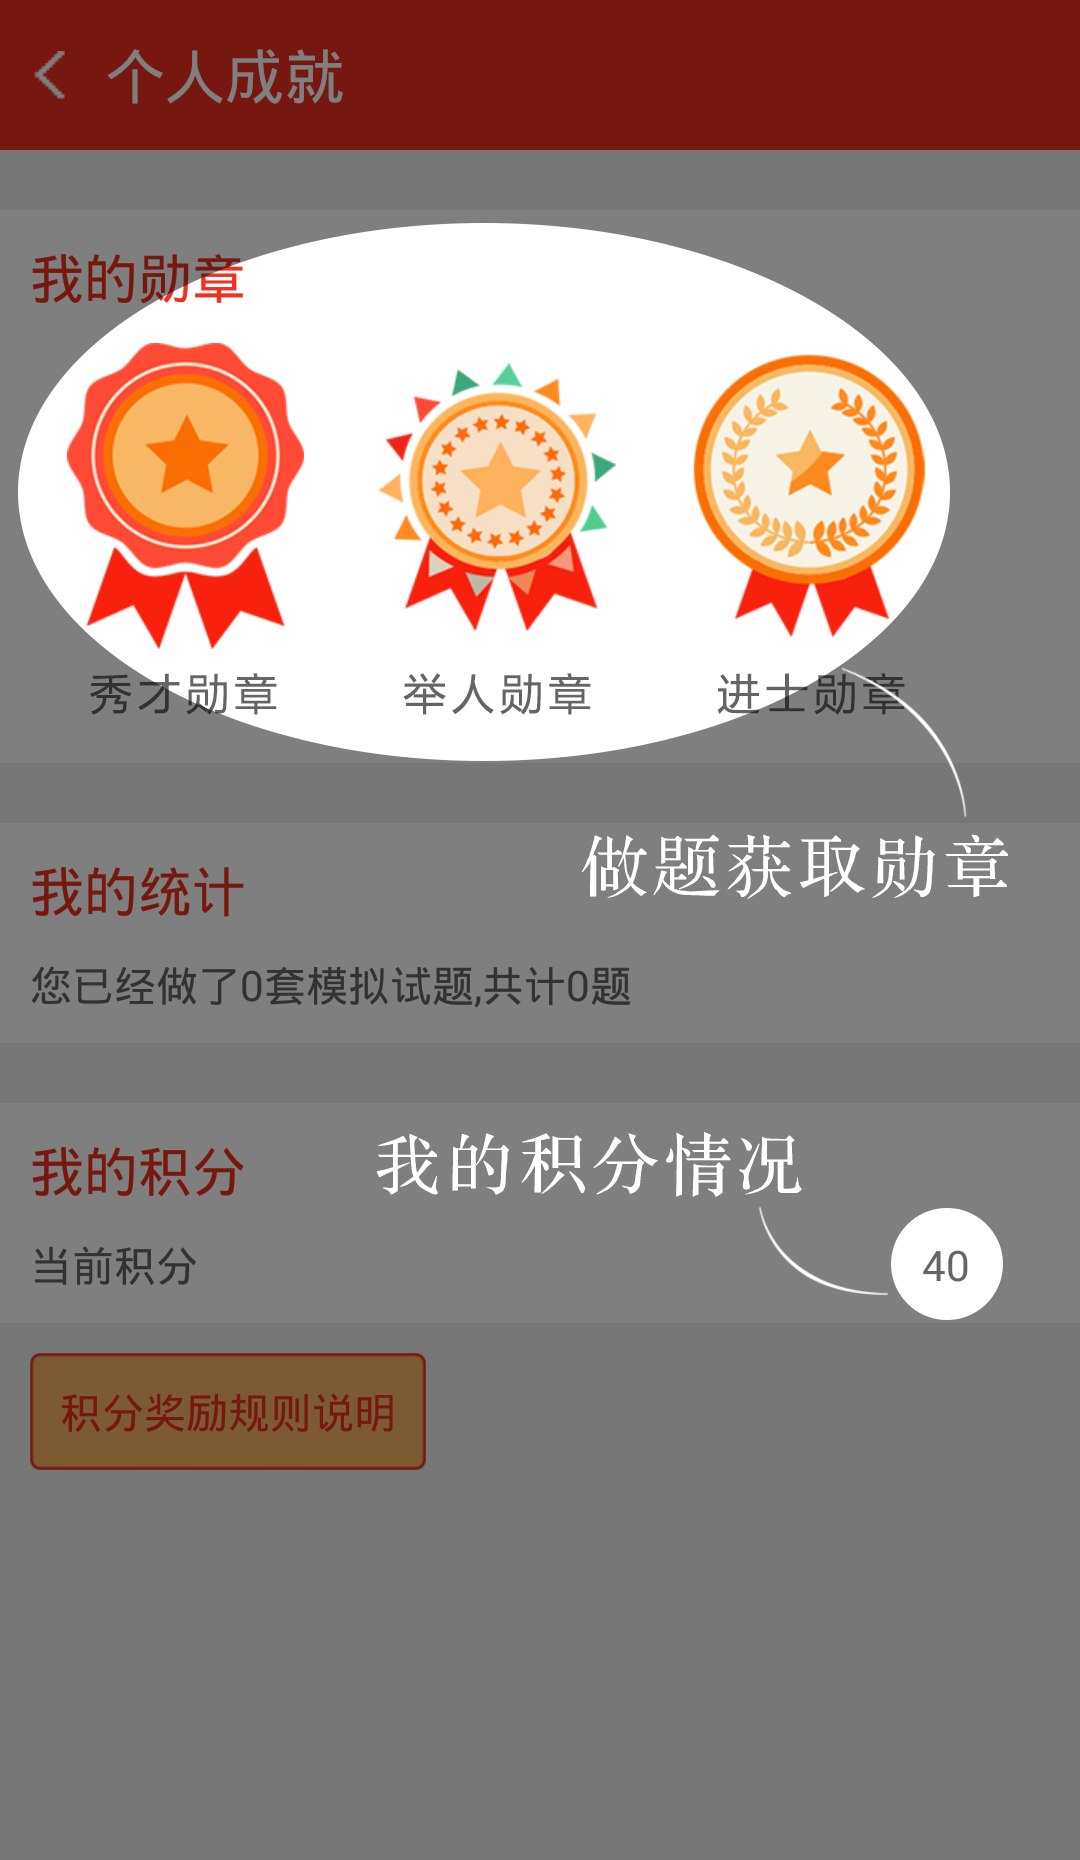 个人成就
我的勋章
秀才勋章 举人勋章 进士勋章
做题获取勋章
我的统计
您已经做了0套模拟试题,共计0题
我的积分情况
我的积分
当前积分 40
积分奖励规则说明